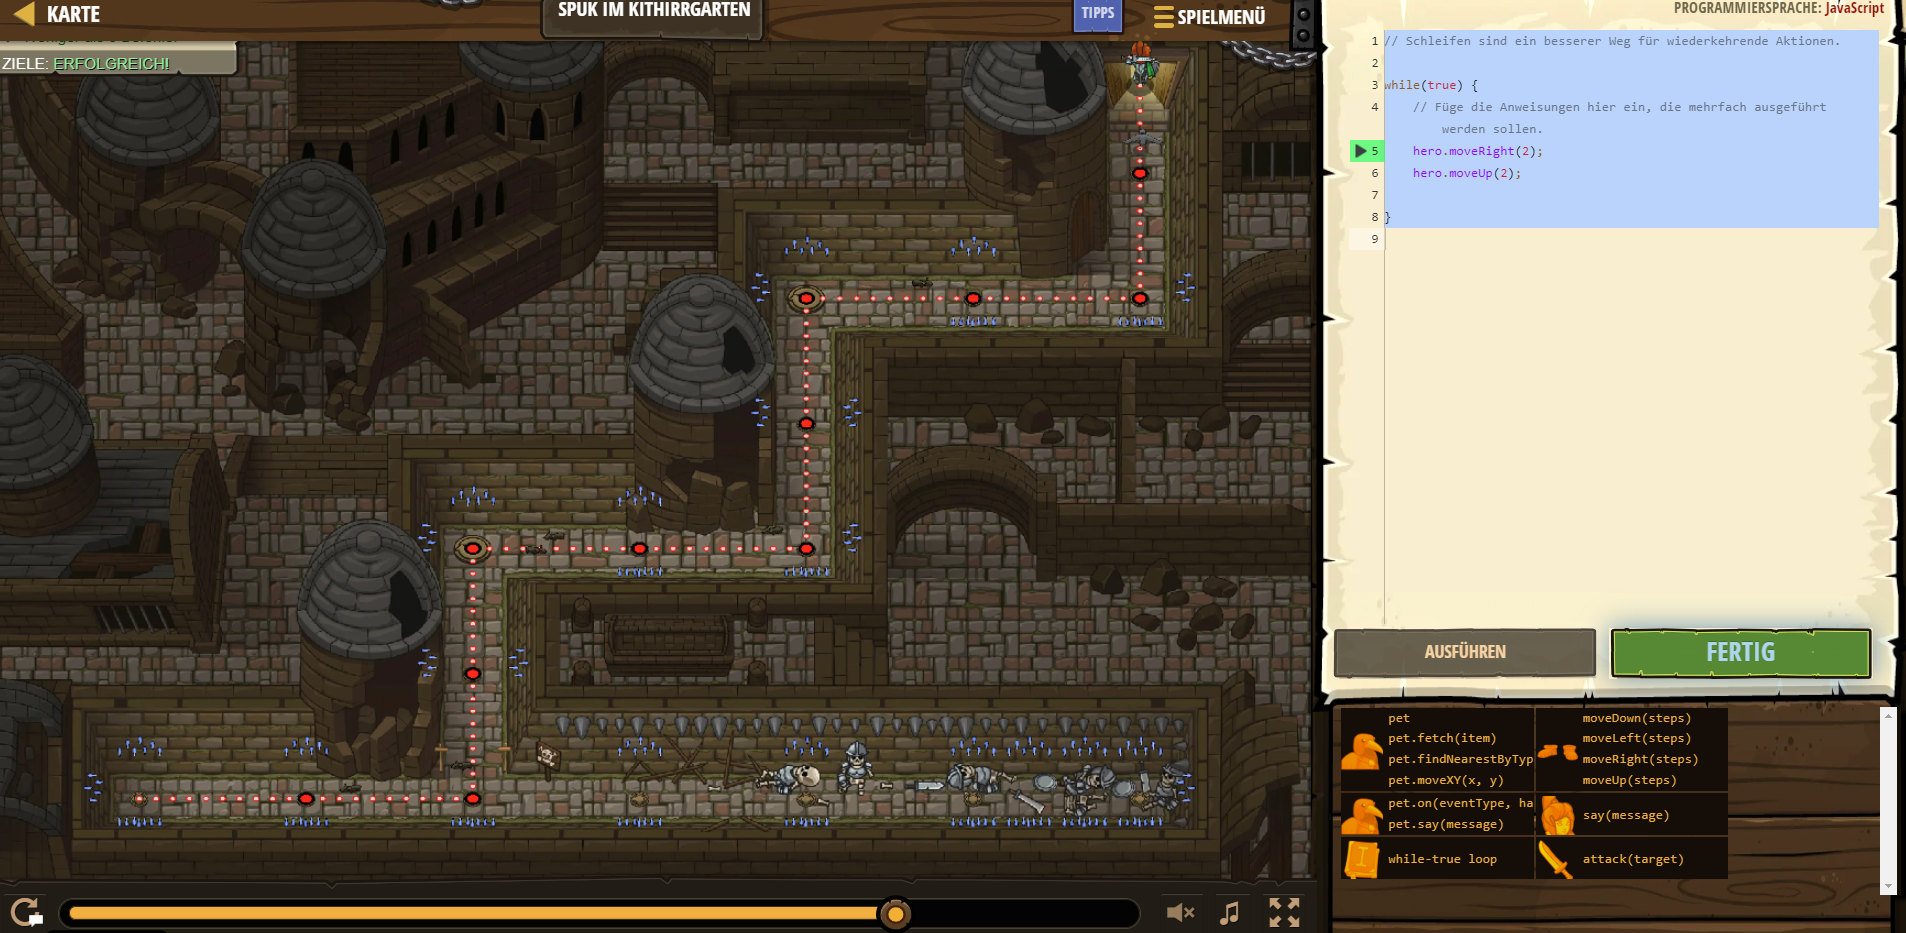 KARTE
SPUK IM KITHIRRGARTEN
TIPPS
SPIELMENÜ
PROGRAMMIERSPRACHE: JavaScript
ZIELE: ERFOLGREICH!
1 // Schleifen sind ein besserer Weg für wiederkehrende Aktionen.
2
3 while(true) {
4 // Füge die Anweisungen hier ein, die mehrfach ausgeführt
werden sollen.
5 hero.moveRight(2);
6 hero.moveUp(2);
7
8 }
9
AUSFÜHREN
FERTIG
pet
pet.fetch(item)
pet.findNearestByTyp
pet.moveXY(x, y)
pet.on(eventType, ha
pet.say(message)
while-true loop
moveDown(steps)
moveLeft(steps)
moveRight(steps)
moveUp(steps)
say(message)
attack(target)